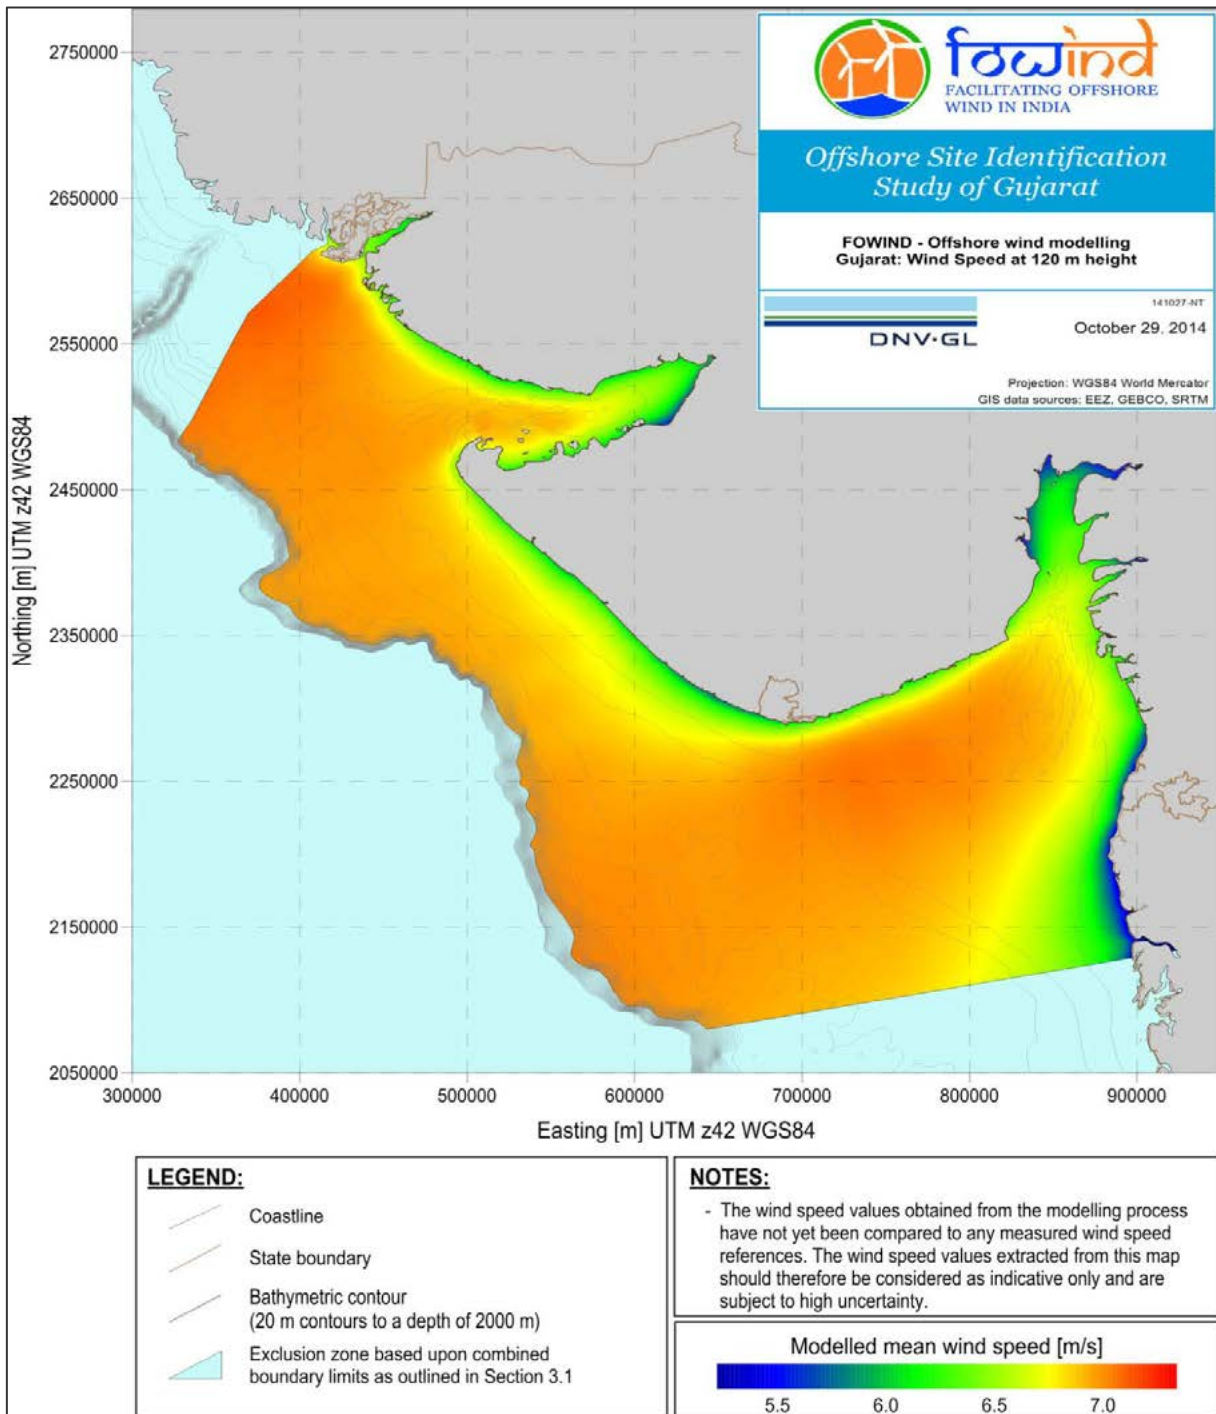 fowind
FACILITATING OFFSHORE
WIND IN INDIA
Offshore Site Identification
Study of Gujarat
FOWIND - Offshore wind modelling
Gujarat: Wind Speed at 120 m height
141027-NT
DNV·GL
October 29. 2014
Projection: WGS84 World Mercator
GIS data sources: EEZ, GEBCO, SRTM
Northing [m] UTM z42 WGS84
2750000
2650000
2550000
2450000
2350000
2250000
2150000
2050000
300000 400000 500000 600000 700000 800000 900000
Easting [m] UTM z42 WGS84
LEGEND:
Coastline
State boundary
Bathymetric contour
(20 m contours to a depth of 2000 m)
Exclusion zone based upon combined
boundary limits as outlined in Section 3.1
NOTES:
- The wind speed values obtained from the modelling process
have not yet been compared to any measured wind speed
references. The wind speed values extracted from this map
should therefore be considered as indicative only and are
subject to high uncertainty.
Modelled mean wind speed [m/s]
5.5 6.0 6.5 7.0